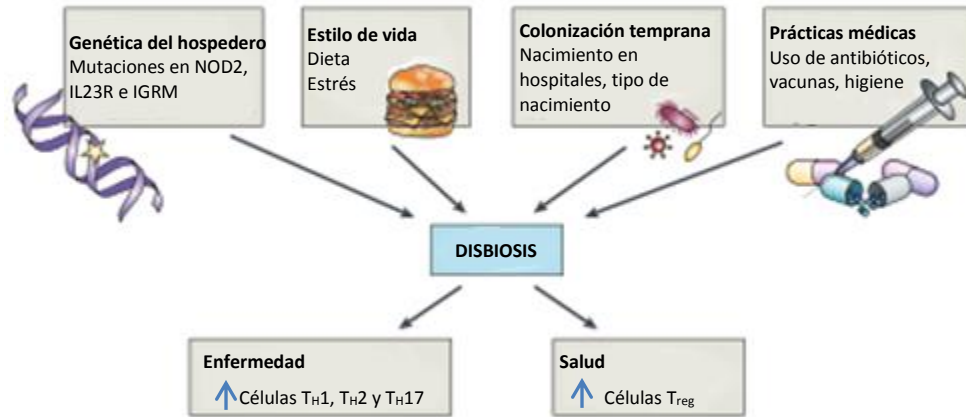 Genética del hospedero
Mutaciones en NOD2,
IL23R e IGRM
Estilo de vida
Dieta
Estrés
Colonización temprana
Nacimiento en
hospitales, tipo de
nacimiento
Prácticas médicas
Uso de antibióticos,
vacunas, higiene
DISBIOSIS
Enfermedad
Células TH1, TH2 y TH17
Salud
Células Treg